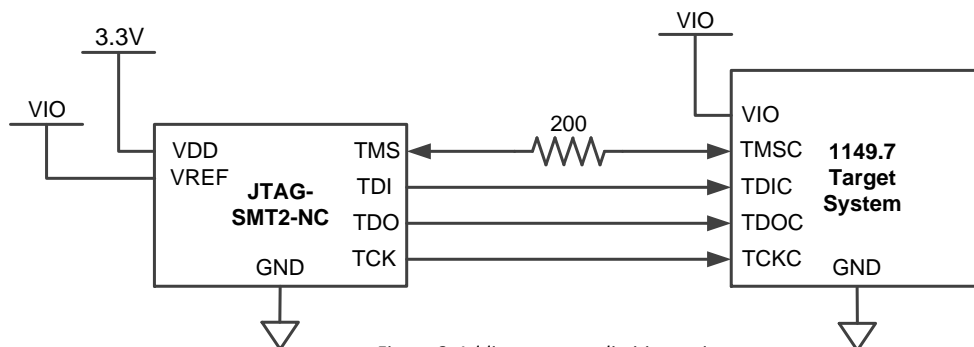 3.3V
VIO
VDD
VREF
JTAG-
SMT2-NC
GND
TMS
TDI
TDO
TCK
200
VIO
VIO
TMSC
TDIC
TDOC
TCKC
1149.7
Target
System
GND